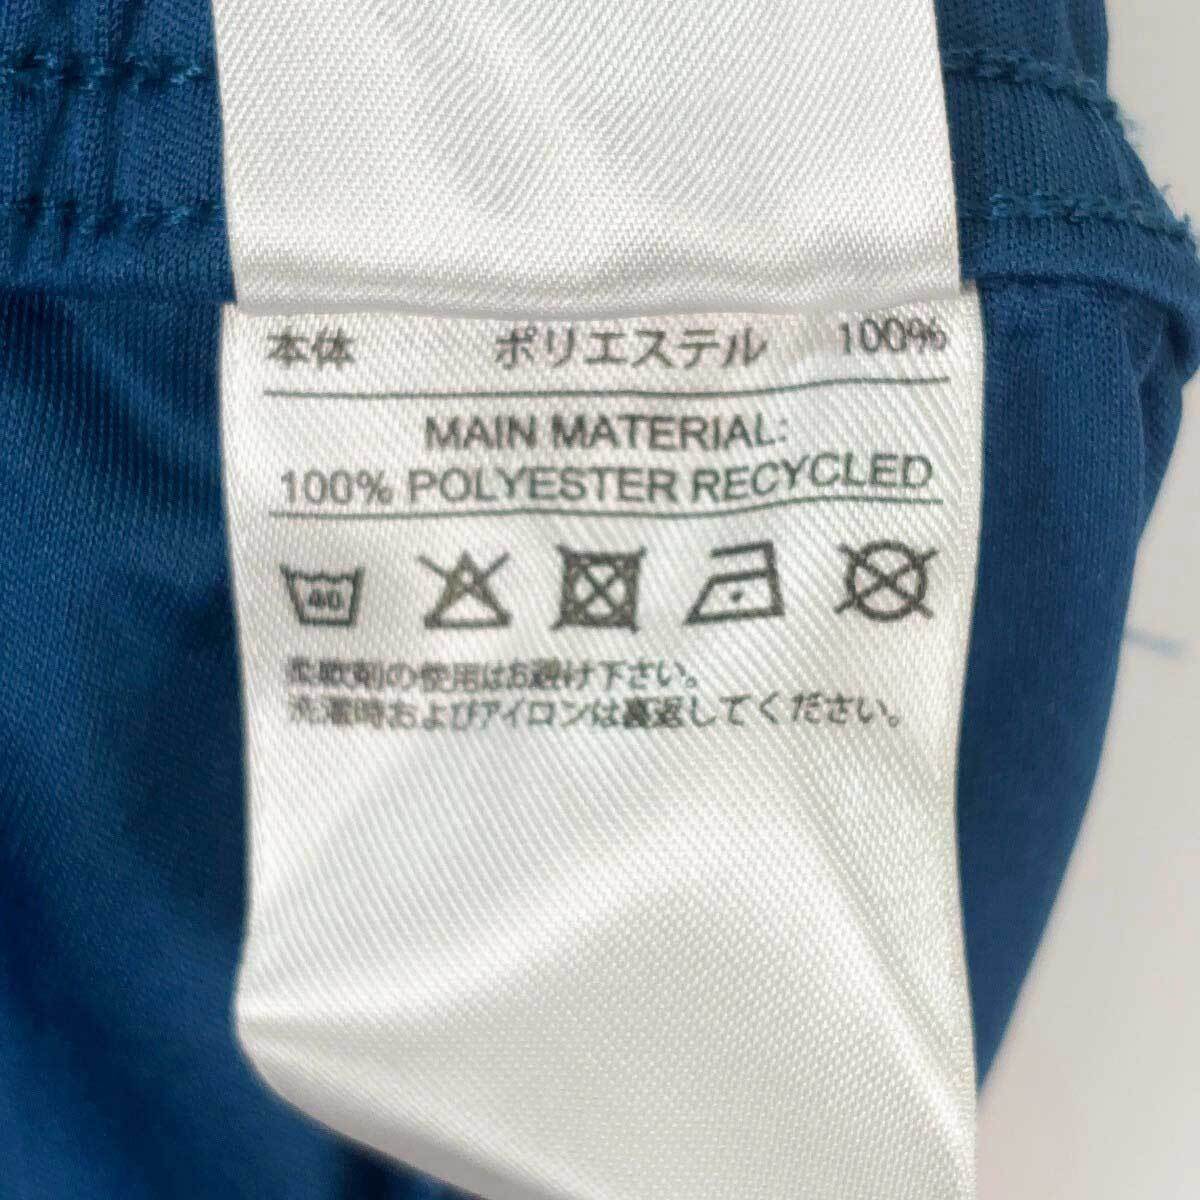 本体 ポリエステル 100%
MAIN MATERIAL:
100% POLYESTER RECYCLED
40
柔軟剤の使用はお避け下さい。
洗濯時およびアイロンは裏返してください。